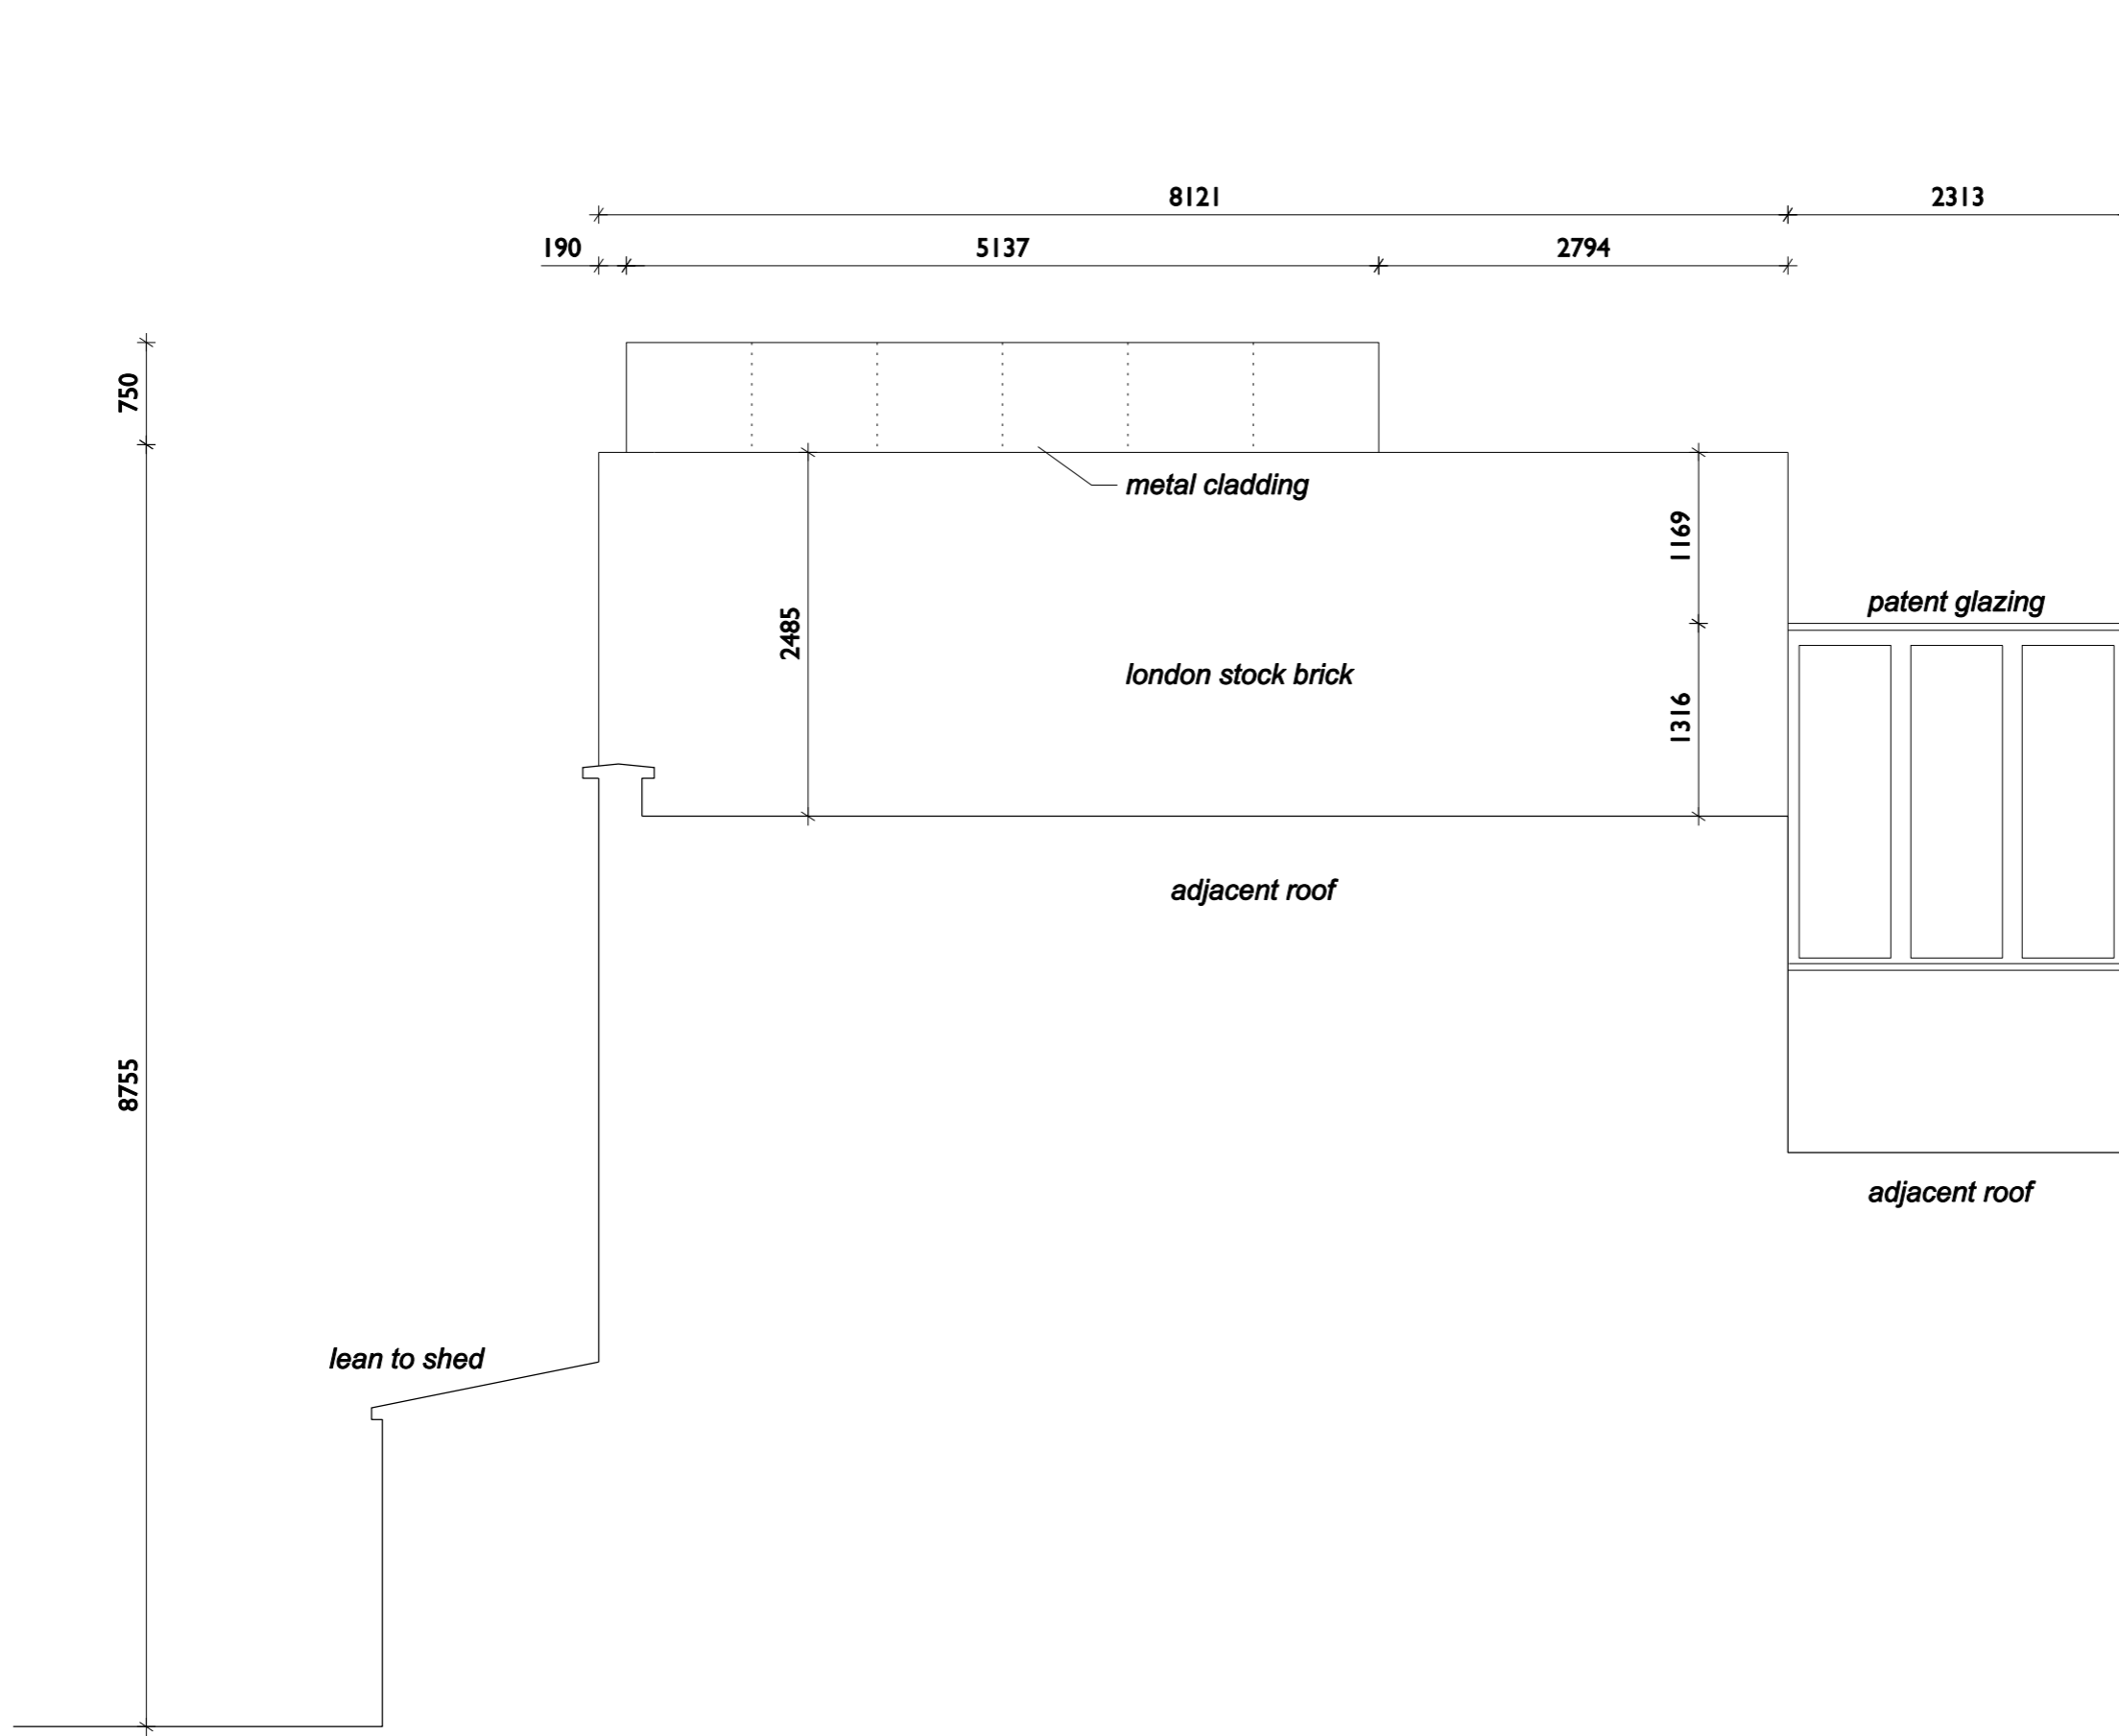 8121
2313
190
5137
2794
750
metal cladding
1169
patent glazing
2485
london stock brick
1316
adjacent roof
8755
adjacent roof
lean to shed